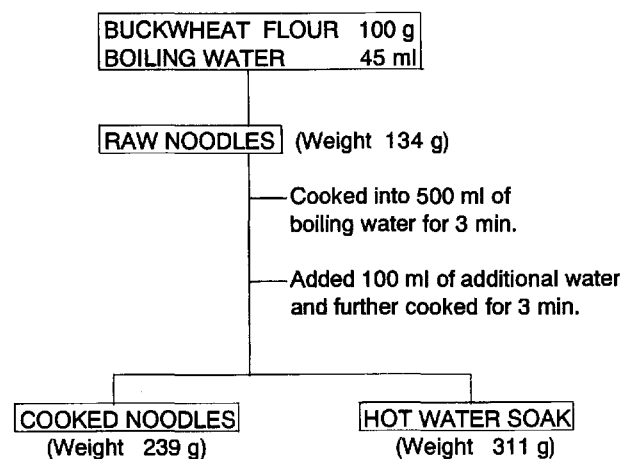 BUCKWHEAT FLOUR 100 g
BOILING WATER 45 ml
RAW NOODLES (Weight 134 g)
Cooked into 500 ml of
boiling water for 3 min.
Added 100 ml of additional water
and further cooked for 3 min.
COOKED NOODLES
(Weight 239 g)
HOT WATER SOAK
(Weight 311 g)